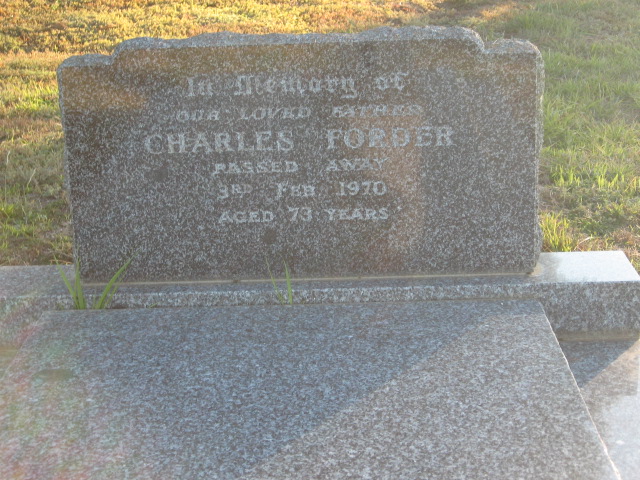 In Memory of
OUR LOVED FATHER
CHARLES FORDER
PASSED AWAY
3RD FEB 1970
AGED 73 YEARS